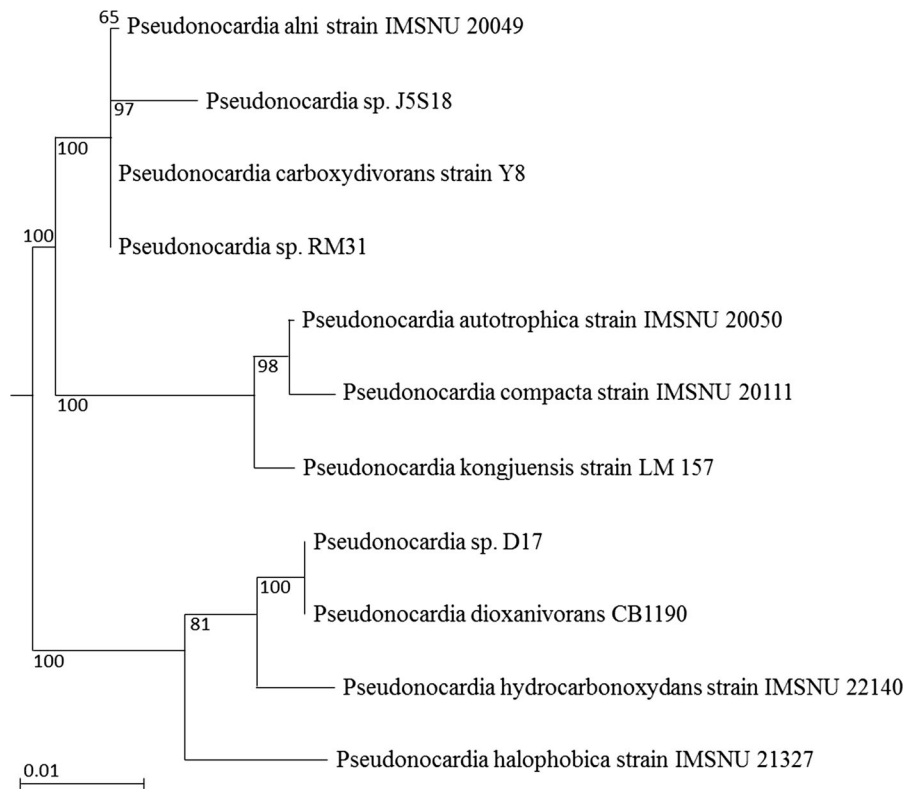 65
Pseudonocardia alni strain IMSNU 20049
97
Pseudonocardia sp. J5S18
100
Pseudonocardia carboxydivorans strain Y8
100
Pseudonocardia sp. RM31
Pseudonocardia autotrophica strain IMSNU 20050
98
Pseudonocardia compacta strain IMSNU 20111
100
Pseudonocardia kongjuensis strain LM 157
Pseudonocardia sp. D17
100
Pseudonocardia dioxanivorans CB1190
81
100
Pseudonocardia hydrocarbonoxydans strain IMSNU 22140
Pseudonocardia halophobica strain IMSNU 21327
0.01